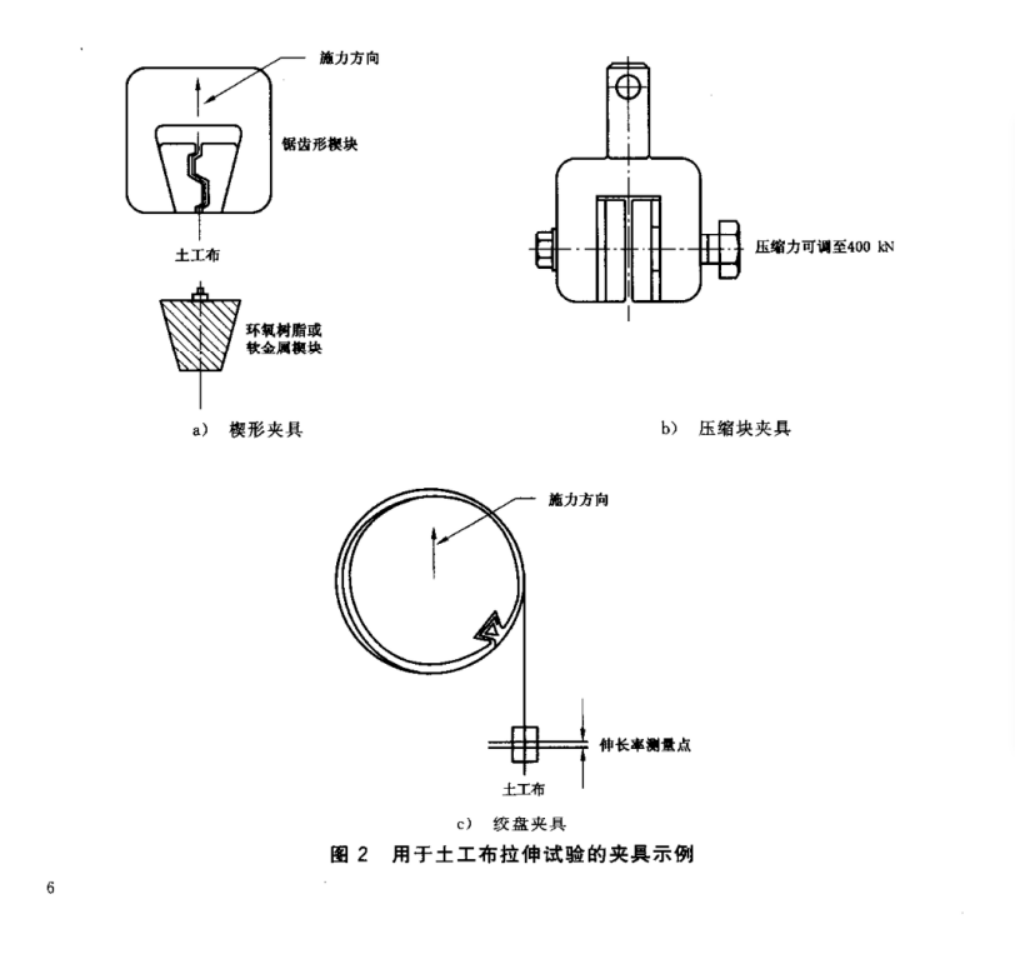 施力方向
锯齿形楔块
土工布
环氧树脂或
软金属楔块
a) 楔形夹具
压缩力可调至400 kN
b) 压缩块夹具
施力方向
伸长率测量点
土工布
c) 绞盘夹具
图 2 用于土工布拉伸试验的夹具示例
6